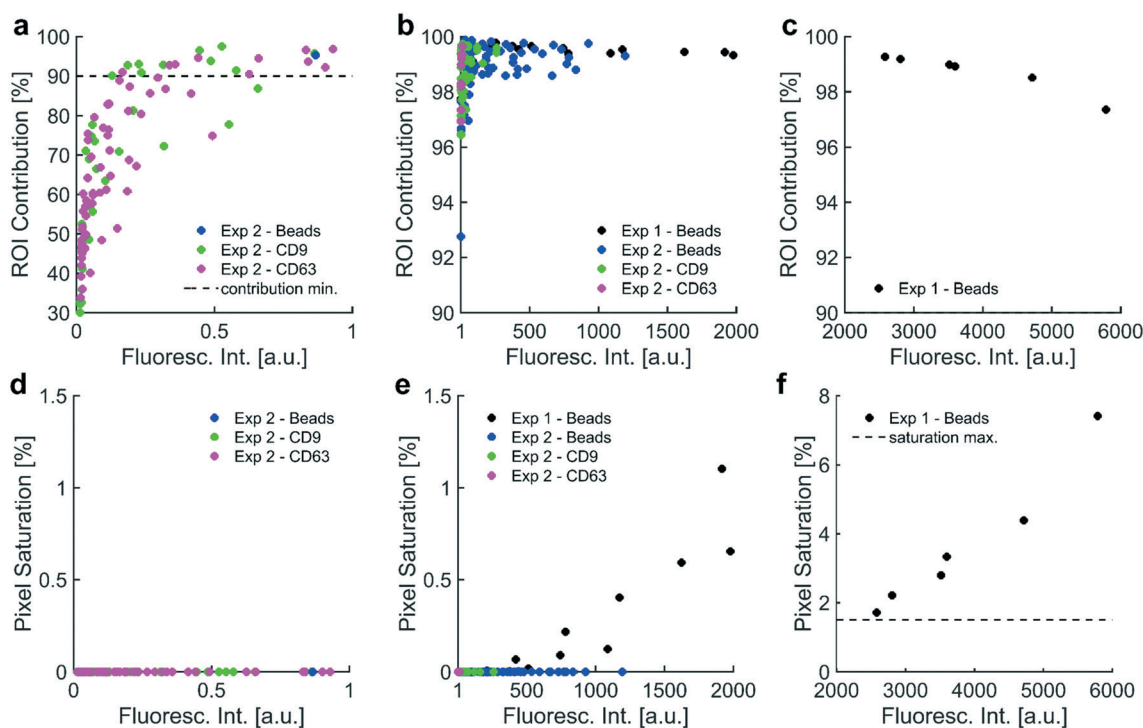 a
ROI Contribution [%]
100
90
80
70
60
50
40
30
Exp 2 - Beads
Exp 2 - CD9
Exp 2 - CD63
contribution min.
0
0.5
1
Fluoresc. Int. [a.u.]
b
ROI Contribution [%]
100
98
96
94
92
90
Exp 1 - Beads
Exp 2 - Beads
Exp 2 - CD9
Exp 2 - CD63
1
500
1000
1500
2000
Fluoresc. Int. [a.u.]
c
ROI Contribution [%]
100
98
96
94
92
90
Exp 1 - Beads
2000
3000
4000
5000
6000
Fluoresc. Int. [a.u.]
d
Pixel Saturation [%]
1.5
1
0.5
0
Exp 2 - Beads
Exp 2 - CD9
Exp 2 - CD63
0
0.5
1
Fluoresc. Int. [a.u.]
e
Pixel Saturation [%]
1.5
1
0.5
0
Exp 1 - Beads
Exp 2 - Beads
Exp 2 - CD9
Exp 2 - CD63
1
500
1000
1500
2000
Fluoresc. Int. [a.u.]
f
Pixel Saturation [%]
8
6
4
2
0
Exp 1 - Beads
saturation max.
2000
3000
4000
5000
6000
Fluoresc. Int. [a.u.]